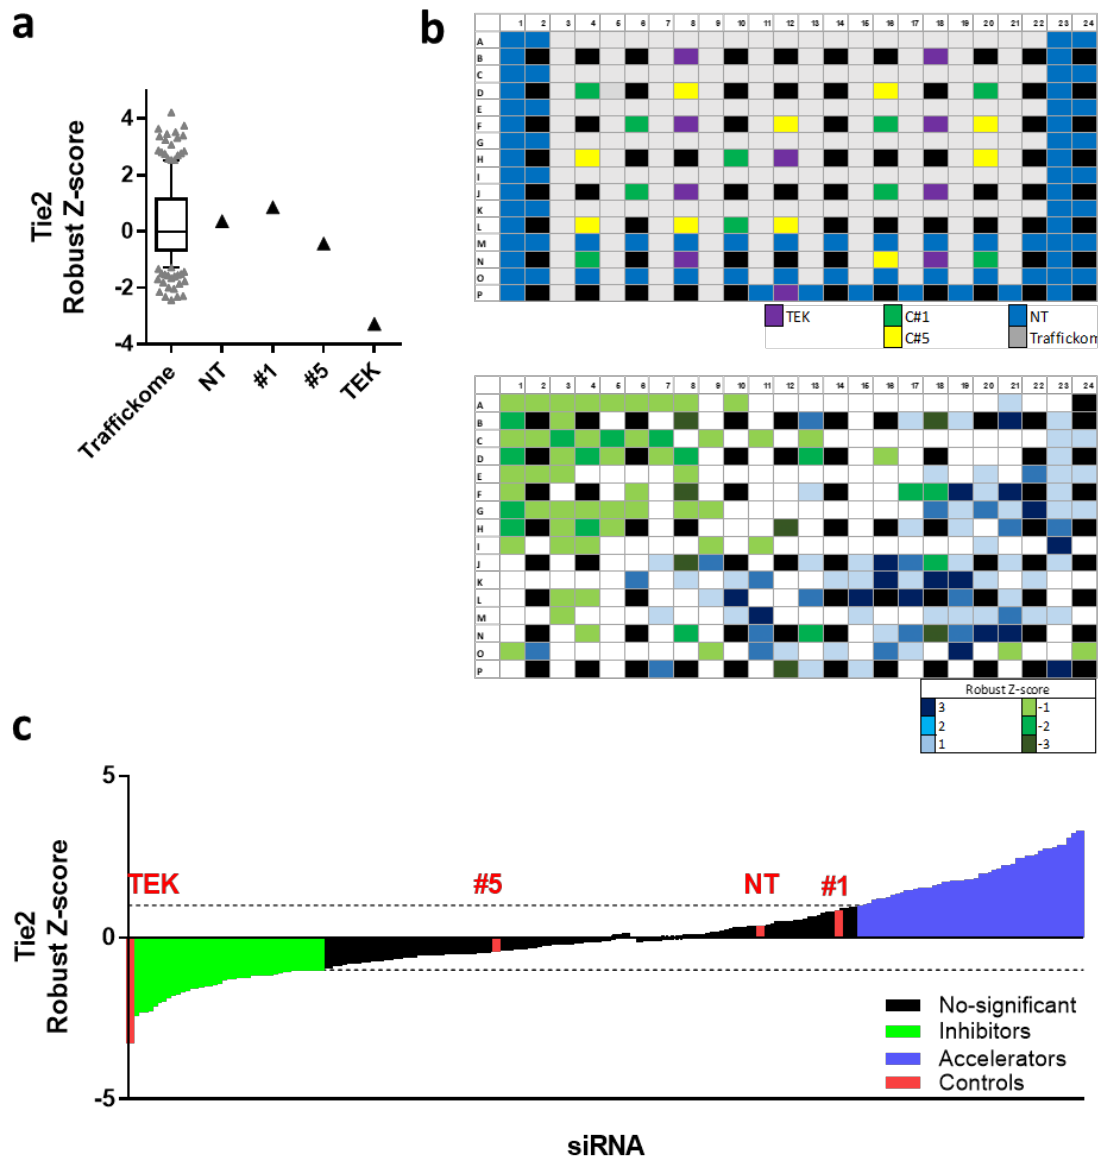 a
Tie2
Robust Z-score
4
2
0
-2
-4
Traffickome
NT
#1
#5
TEK
b
1 2 3 4 5 6 7 8 9 10 11 12 13 14 15 16 17 18 19 20 21 22 23 24
A
B
C
D
E
F
G
H
I
J
K
L
M
N
O
P
TEK C#1 NT
C#5 Traffickom
1 2 3 4 5 6 7 8 9 10 11 12 13 14 15 16 17 18 19 20 21 22 23 24
A
B
C
D
E
F
G
H
I
J
K
L
M
N
O
P
Robust Z-score
3 -1
2 -2
1 -3
c
Tie2
Robust Z-score
5
0
-5
TEK #5 NT #1
No-significant
Inhibitors
Accelerators
Controls
siRNA